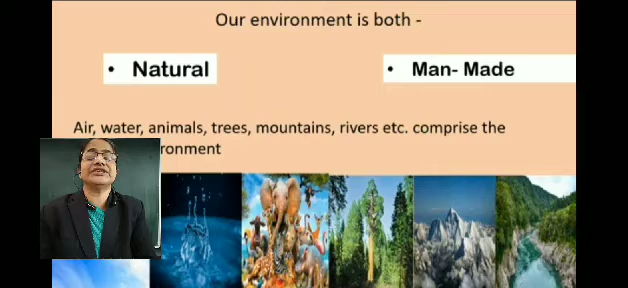 Our environment is both -
• Natural
• Man- Made
Air, water, animals, trees, mountains, rivers etc. comprise the
ronment